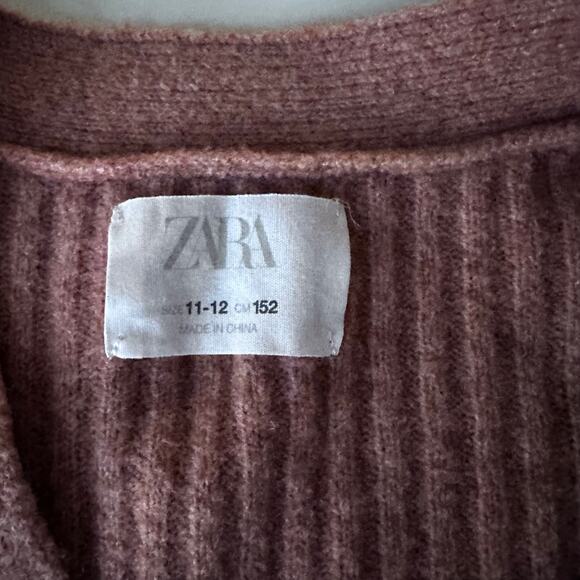 ZARA
SIZE 11-12 CM 152
MADE IN CHINA